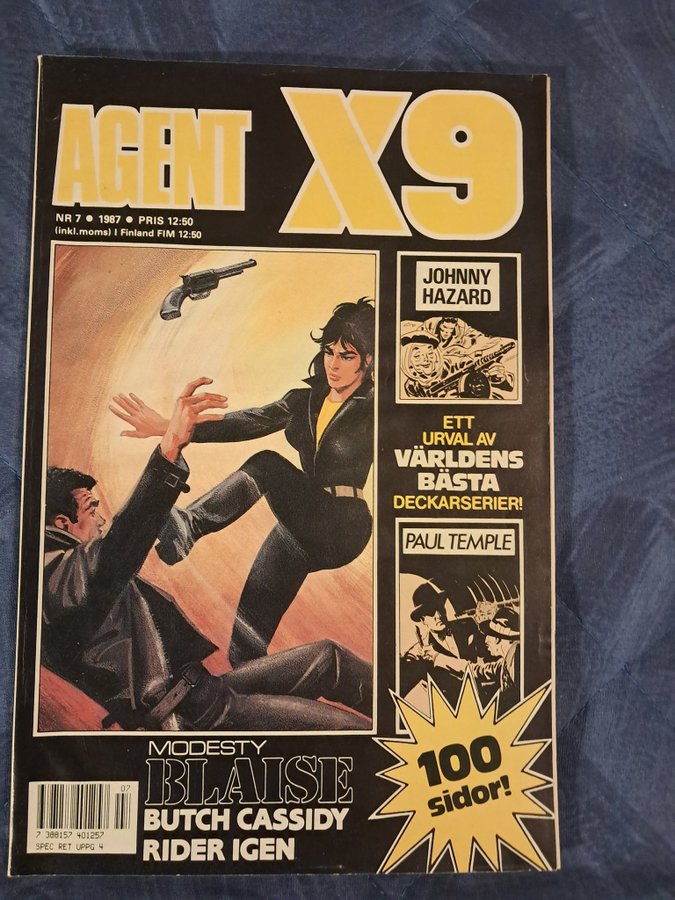 AGENT X9
NR 7 ● 1987 ● PRIS 12:50
(inkl.moms) I Finland FIM 12:50
JOHNNY
HAZARD
ETT
URVAL AV
VÄRLDENS
BÄSTA
DECKARSERIER!
PAUL TEMPLE
100
sidor!
MODESTY
BLAISE
BUTCH CASSIDY
RIDER IGEN
07
7 388157 401257
SPEC RET UPPG 4